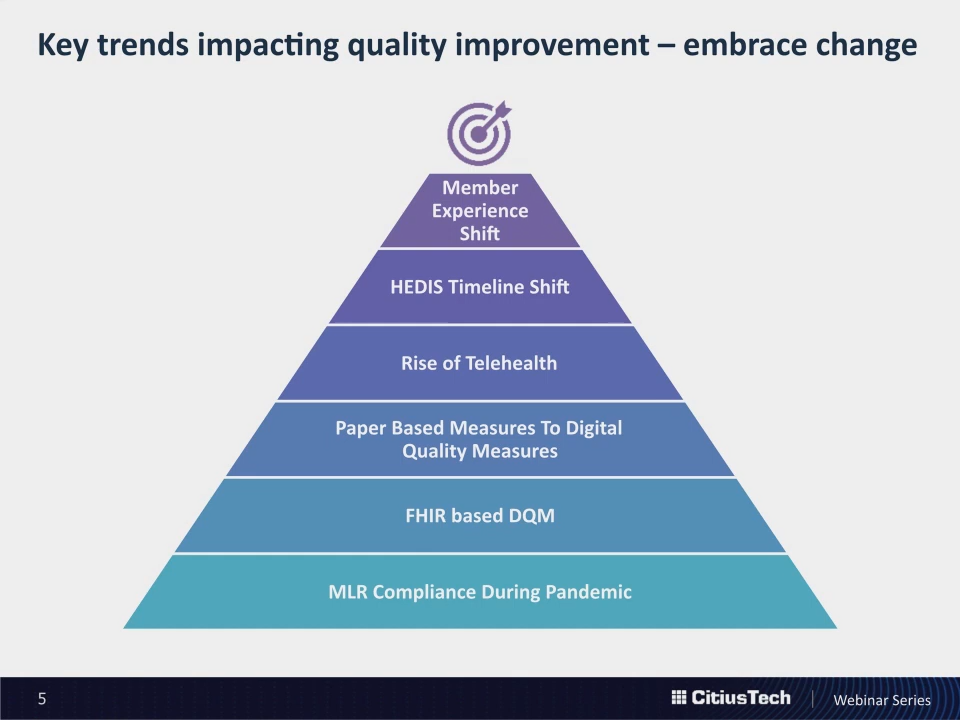 Key trends impacting quality improvement – embrace change
Member
Experience
Shift
HEDIS Timeline Shift
Rise of Telehealth
Paper Based Measures To Digital
Quality Measures
FHIR based DQM
MLR Compliance During Pandemic
5
CitiusTech
Webinar Series